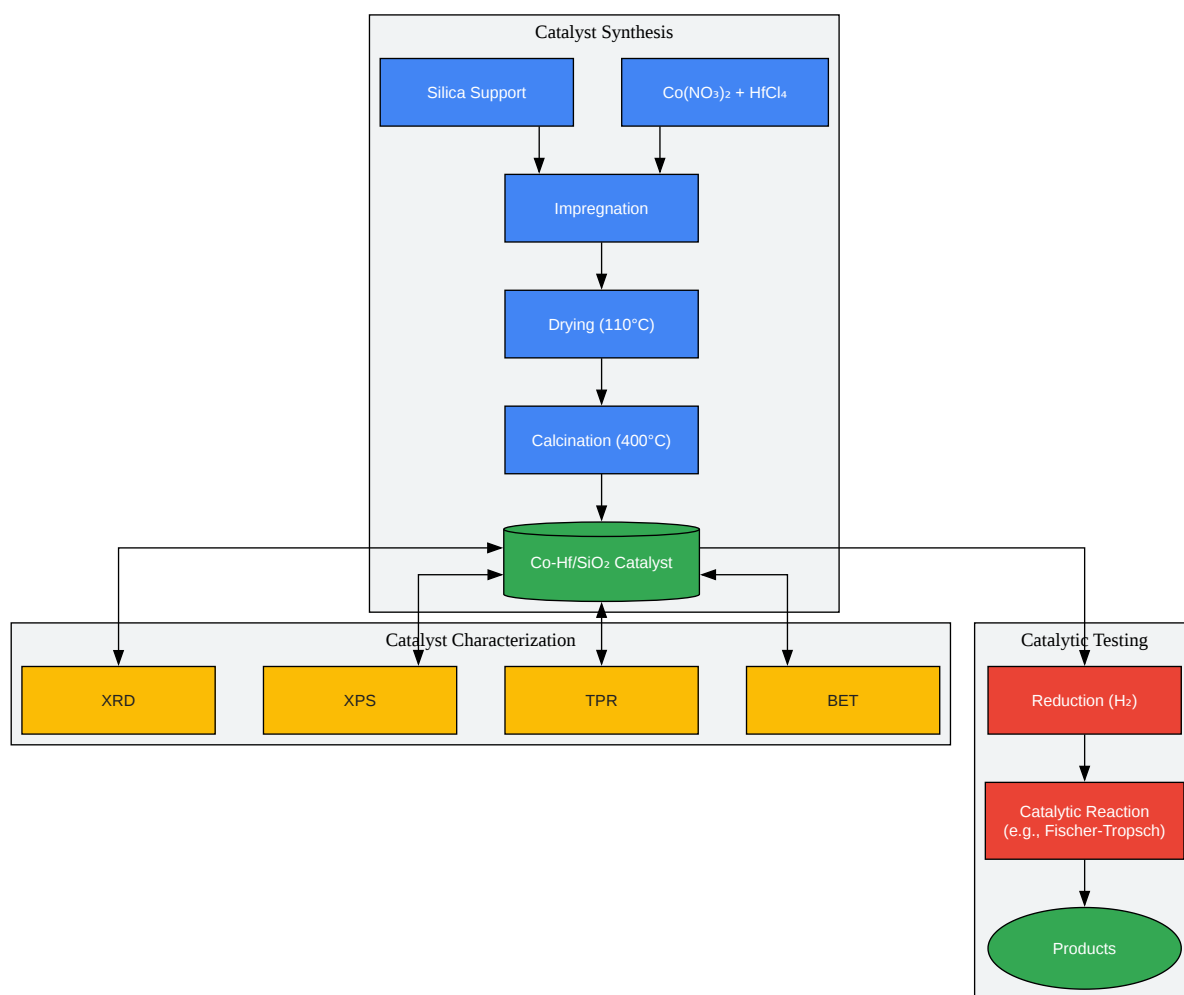 Catalyst Synthesis
Silica Support
Co(NO₃)₂ + HfCl₄
Impregnation
Drying (110°C)
Calcination (400°C)
Co-Hf/SiO₂ Catalyst
Catalyst Characterization
Catalytic Testing
XRD
XPS
TPR
BET
Reduction (H₂)
Catalytic Reaction
(e.g., Fischer-Tropsch)
Products